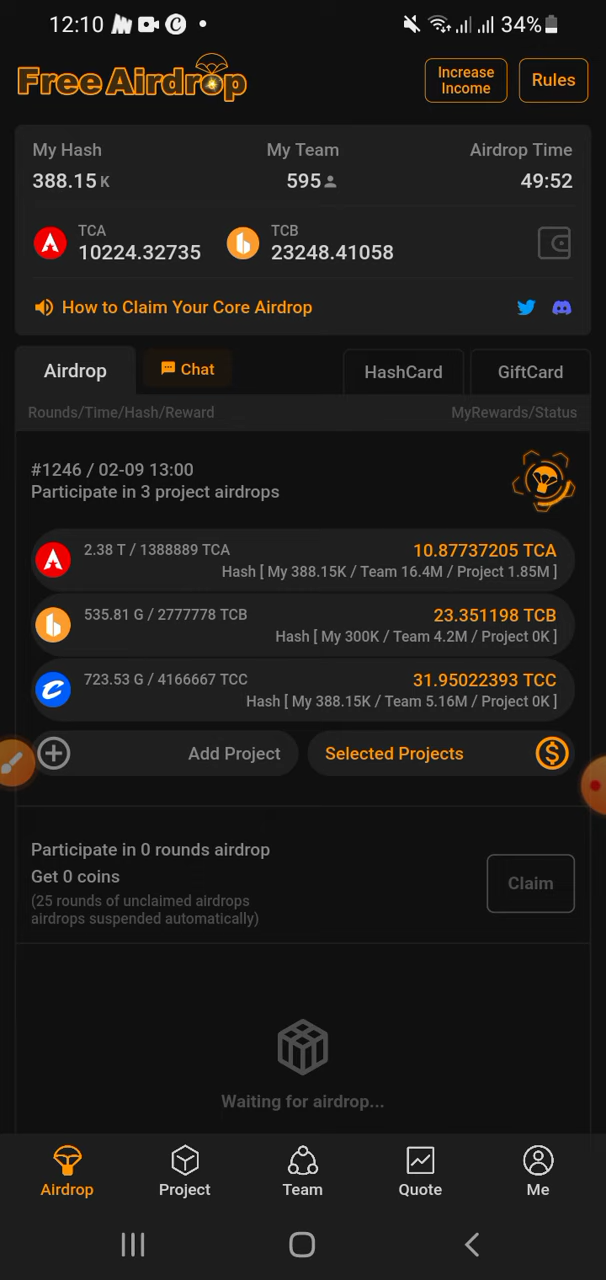 12:10
34%
Free Airdrop
Increase Income
Rules
My Hash
My Team
Airdrop Time
388.15 K
595
49:52
TCA
10224.32735
TCB
23248.41058
How to Claim Your Core Airdrop
Airdrop
Chat
HashCard
GiftCard
Rounds/Time/Hash/Reward
MyRewards/Status
#1246 / 02-09 13:00
Participate in 3 project airdrops
2.38 T / 1388889 TCA
10.87737205 TCA
Hash [ My 388.15K / Team 16.4M / Project 1.85M ]
535.81 G / 2777778 TCB
23.351198 TCB
Hash [ My 300K / Team 4.2M / Project 0K ]
723.53 G / 4166667 TCC
31.95022393 TCC
Hash [ My 388.15K / Team 5.16M / Project 0K ]
Add Project
Selected Projects
Participate in 0 rounds airdrop
Get 0 coins
(25 rounds of unclaimed airdrops
airdrops suspended automatically)
Claim
Waiting for airdrop...
Airdrop
Project
Team
Quote
Me